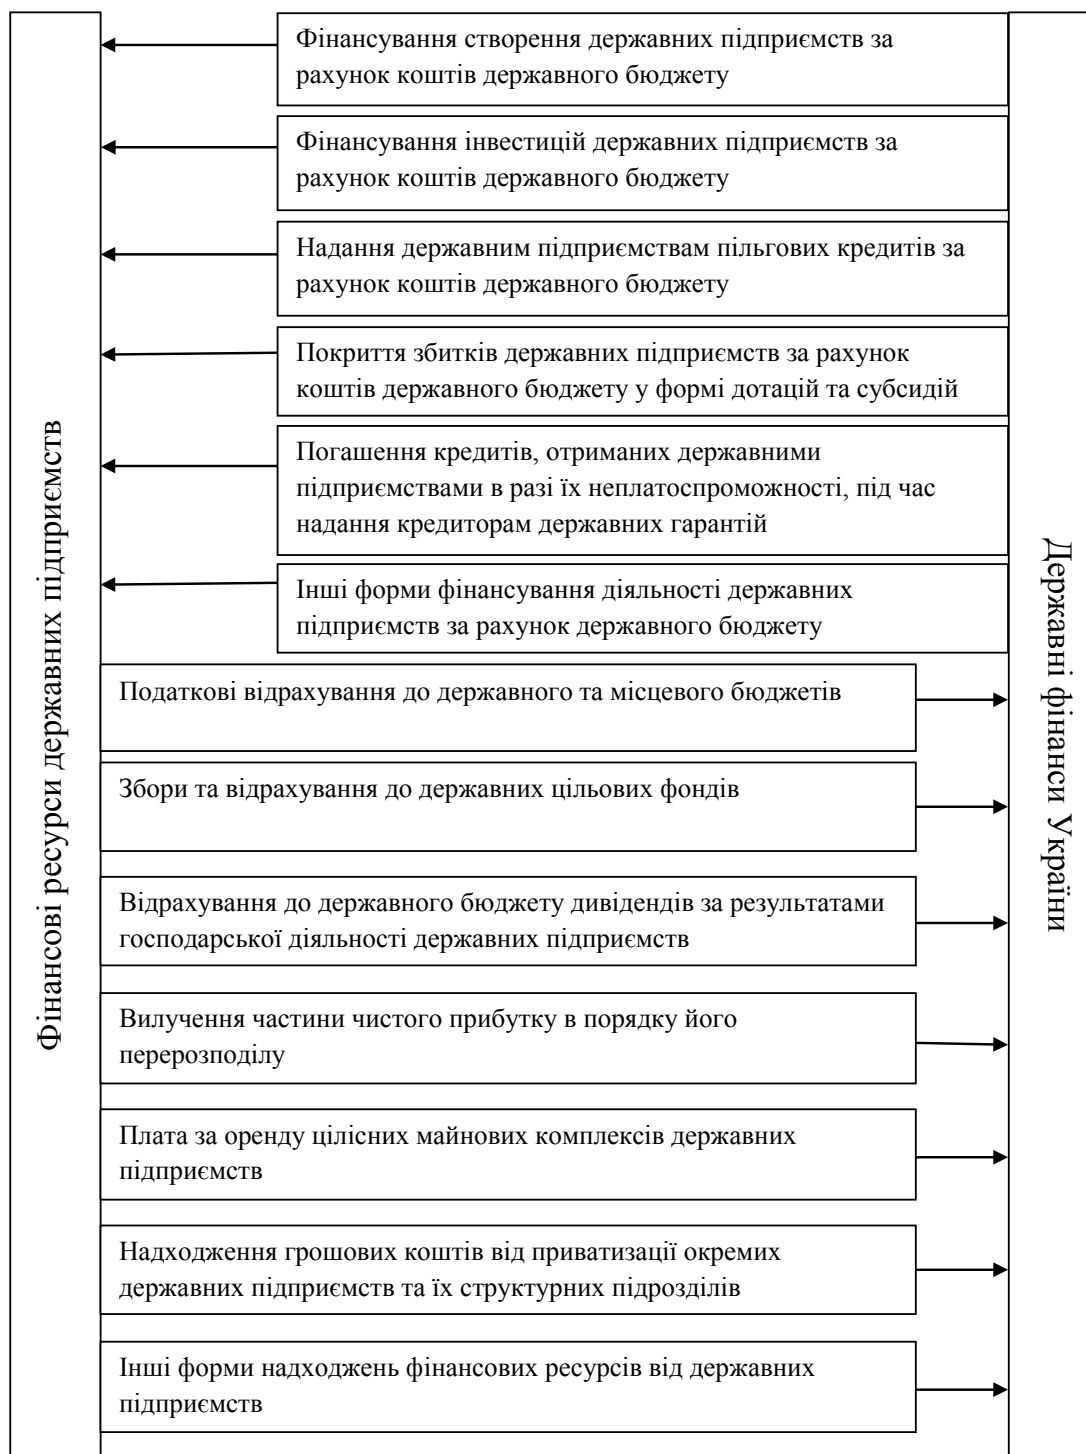 Фінансові ресурси державних підприємств
Фінансування створення державних підприємств за
рахунок коштів державного бюджету
Фінансування інвестицій державних підприємств за
рахунок коштів державного бюджету
Надання державним підприємствам пільгових кредитів за
рахунок коштів державного бюджету
Покриття збитків державних підприємств за рахунок
коштів державного бюджету у формі дотацій та субсидій
Погашення кредитів, отриманих державними
підприємствами в разі їх неплатоспроможності, під час
надання кредиторам державних гарантій
Інші форми фінансування діяльності державних
підприємств за рахунок державного бюджету
Податкові відрахування до державного та місцевого бюджетів
Збори та відрахування до державних цільових фондів
Відрахування до державного бюджету дивідендів за результатами
господарської діяльності державних підприємств
Вилучення частини чистого прибутку в порядку його
перерозподілу
Плата за оренду цілісних майнових комплексів державних
підприємств
Надходження грошових коштів від приватизації окремих
державних підприємств та їх структурних підрозділів
Інші форми надходжень фінансових ресурсів від державних
підприємств
Державні фінанси України